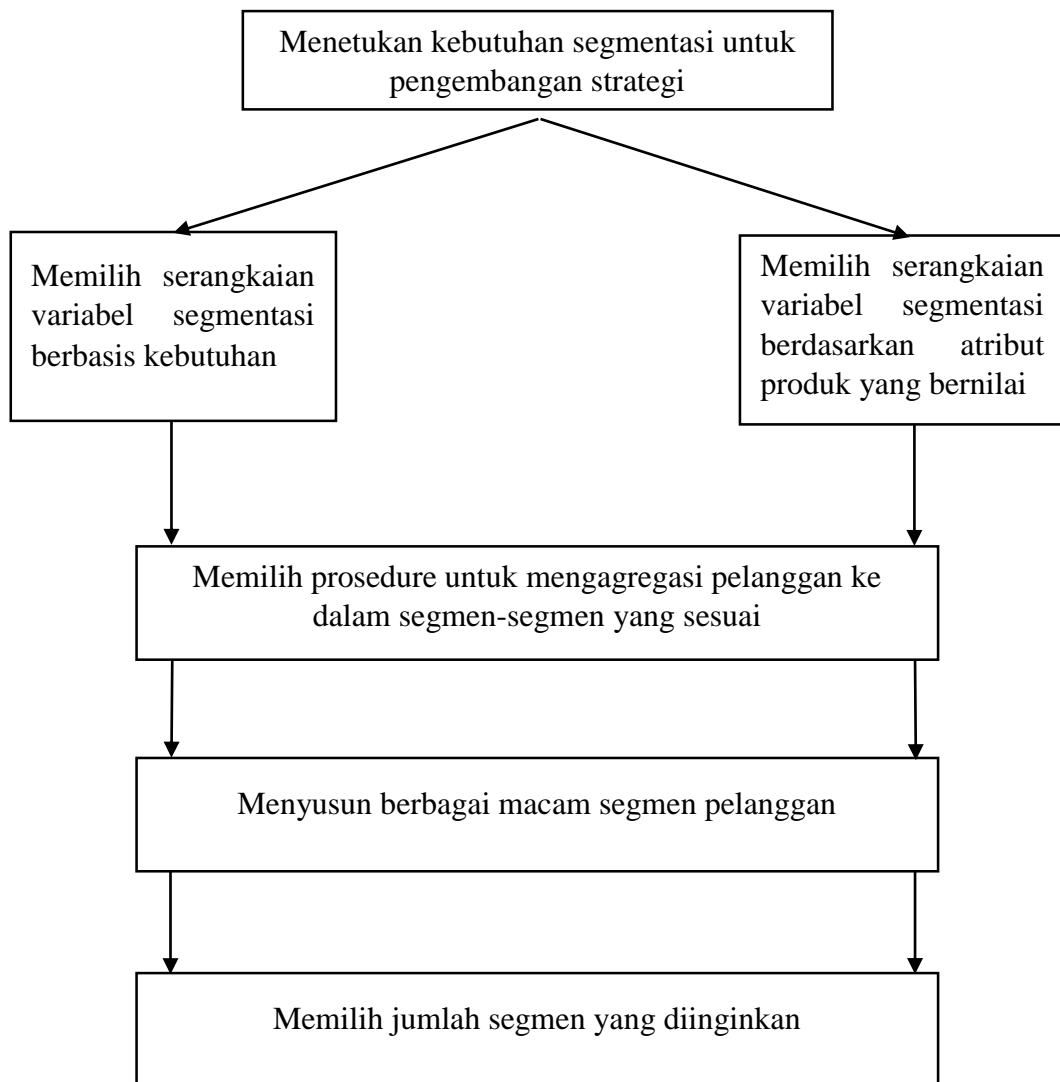 Menetukan kebutuhan segmentasi untuk
pengembangan strategi
Memilih serangkaian
variabel segmentasi
berbasis kebutuhan
Memilih serangkaian
variabel segmentasi
berdasarkan atribut
produk yang bernilai
Memilih prosedure untuk mengagregasi pelanggan ke
dalam segmen-segmen yang sesuai
Menyusun berbagai macam segmen pelanggan
Memilih jumlah segmen yang diinginkan